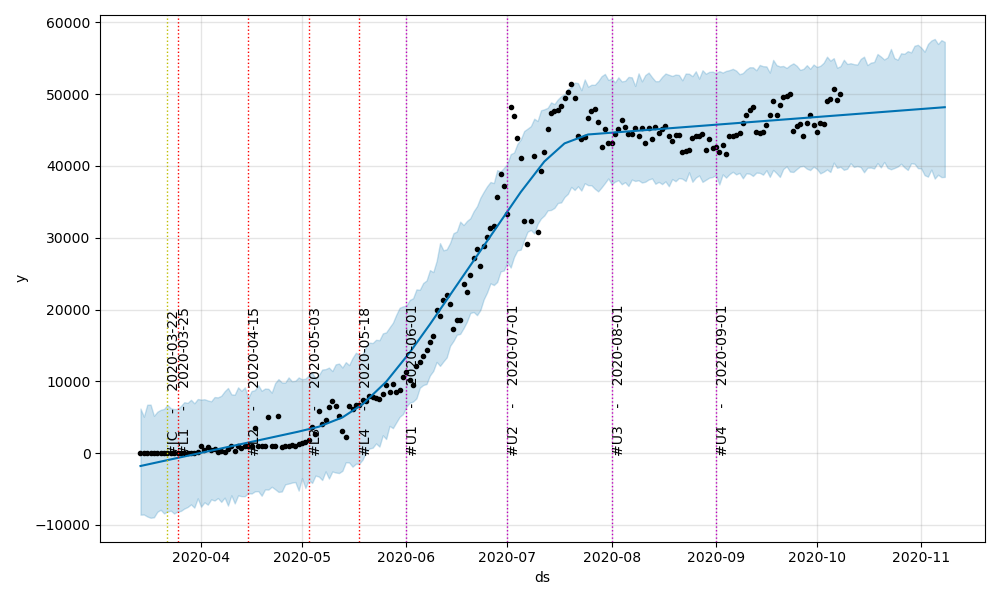 60000
50000
40000
30000
20000
10000
0
−10000
y
#JC - 2020-03-22
#L1 - 2020-03-25
#L2 - 2020-04-15
#L3 - 2020-05-03
#L4 - 2020-05-18
#U1 - 2020-06-01
#U2 - 2020-07-01
#U3 - 2020-08-01
#U4 - 2020-09-01
2020-04
2020-05
2020-06
2020-07
2020-08
2020-09
2020-10
2020-11
ds